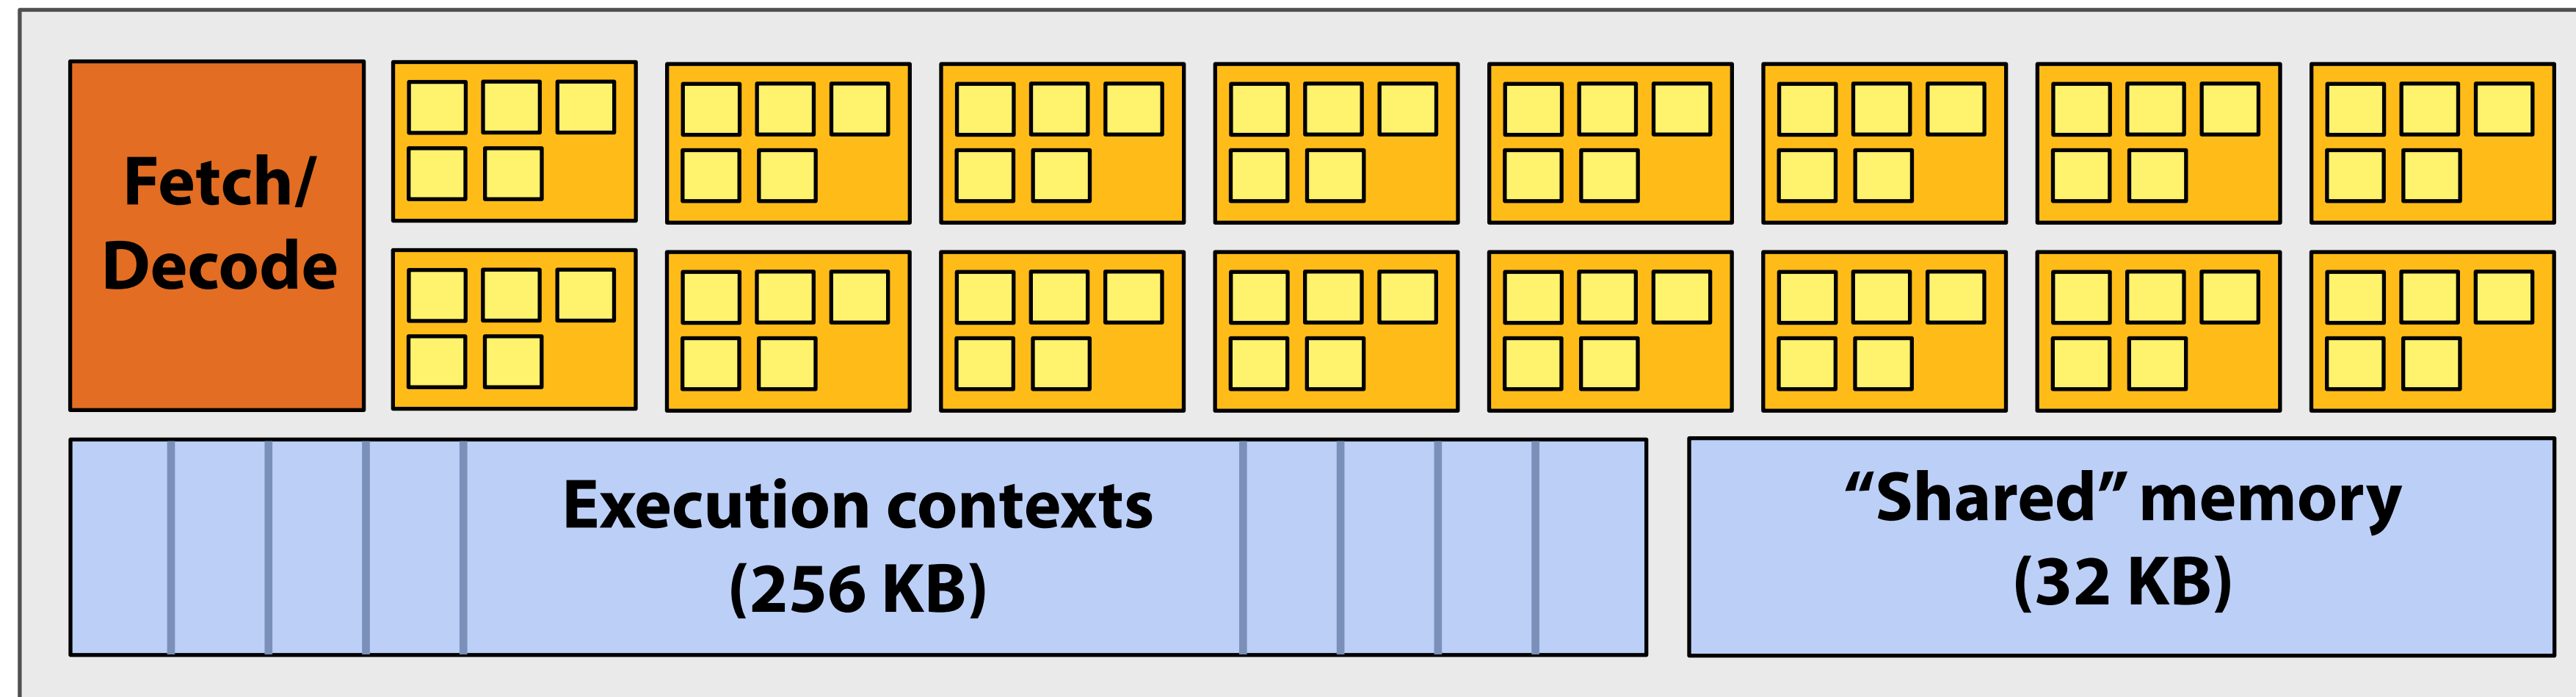 Fetch/
Decode
Execution contexts
(256 KB)
“Shared” memory
(32 KB)